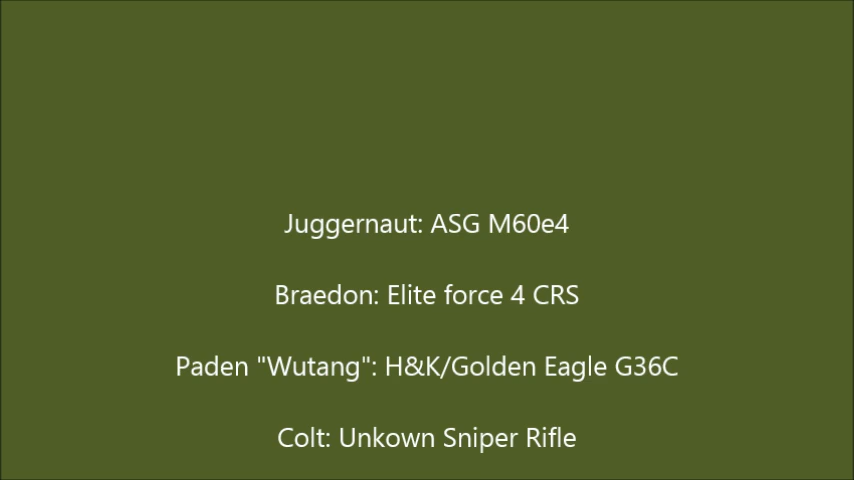 Juggernaut: ASG M60e4
Braedon: Elite force 4 CRS
Paden "Wutang": H&K/Golden Eagle G36C
Colt: Unkown Sniper Rifle